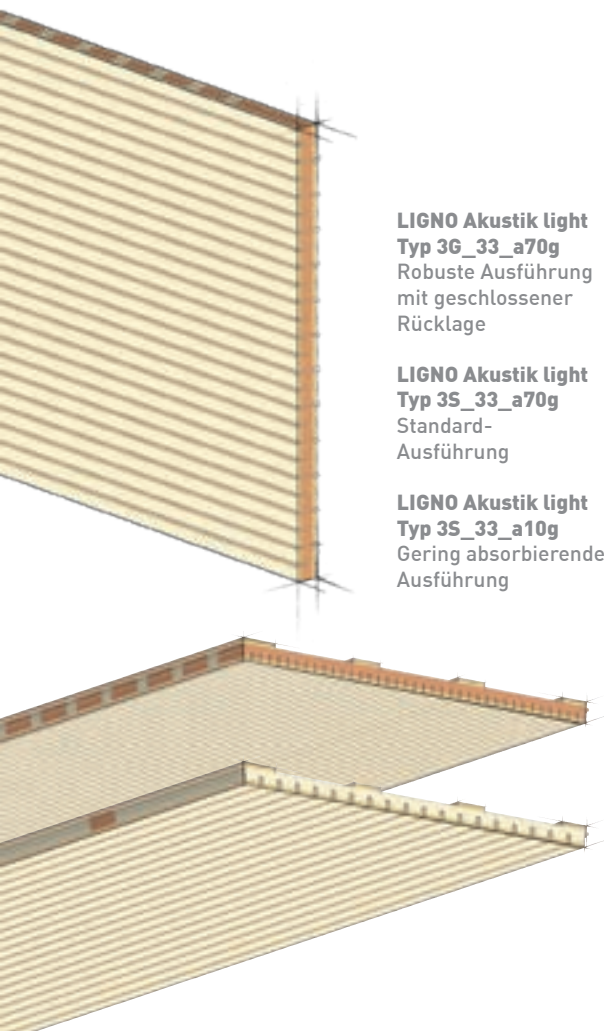 LIGNO Akustik light
Typ 3G_33_a70g
Robuste Ausführung
mit geschlossener
Rücklage
LIGNO Akustik light
Typ 3S_33_a70g
Standard-
Ausführung
LIGNO Akustik light
Typ 3S_33_a10g
Gering absorbierende
Ausführung